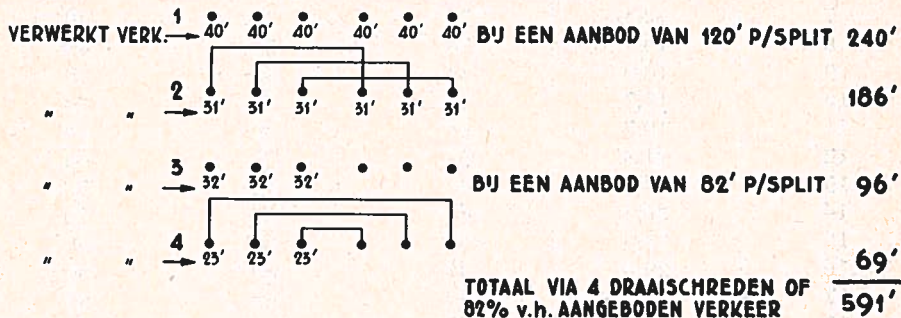 1
VERWERKT VERK. → 40' 40' 40' 40' 40' 40' BIJ EEN AANBOD VAN 120' P/SPLIT 240'
2
" " → 31' 31' 31' 31' 31' 31' 186'
3
" " → 32' 32' 32' BIJ EEN AANBOD VAN 82' P/SPLIT 96'
4
" " → 23' 23' 23' 69'
TOTAAL VIA 4 DRAAISCHREDEN OF
82% v.h. AANGEBODEN VERKEER 591'